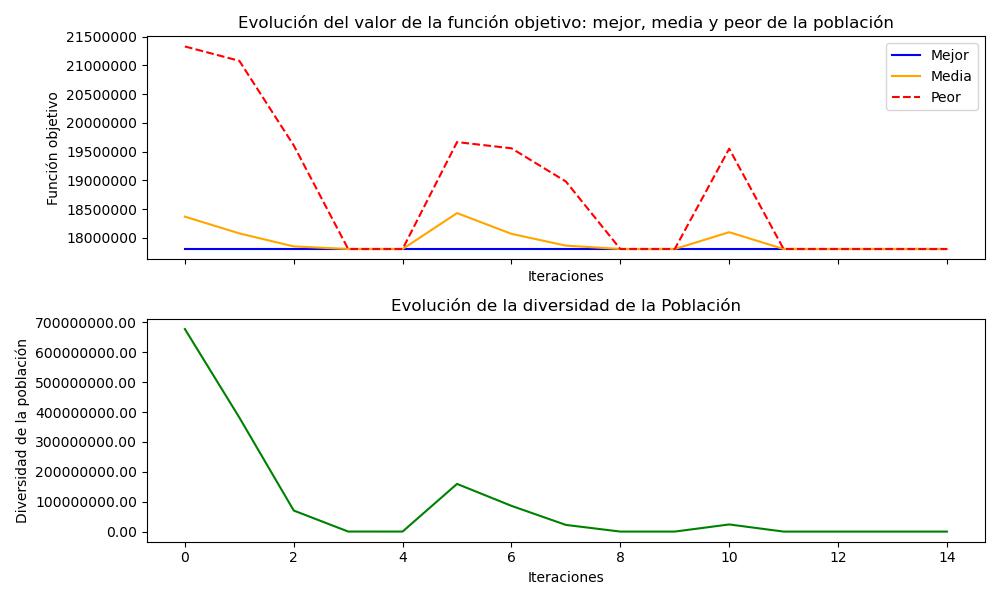 Evolución del valor de la función objetivo: mejor, media y peor de la población
21500000
21000000
20500000
20000000
19500000
19000000
18500000
18000000
Función objetivo
Mejor
Media
Peor
Iteraciones
Evolución de la diversidad de la Población
700000000.00
600000000.00
500000000.00
400000000.00
300000000.00
200000000.00
100000000.00
0.00
Diversidad de la población
0 2 4 6 8 10 12 14
Iteraciones